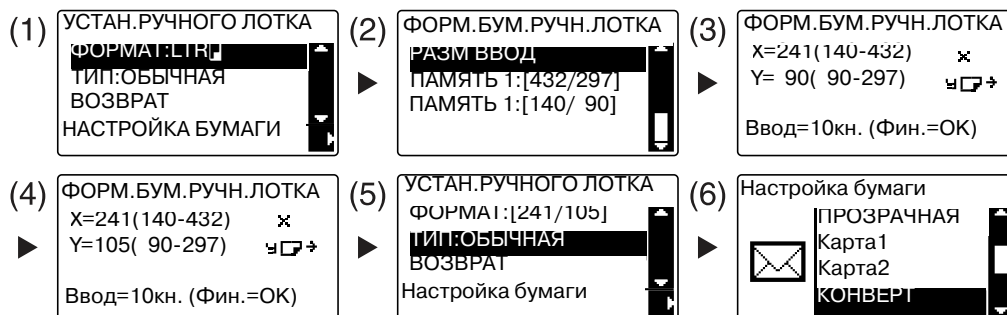 (1)
УСТАН.РУЧНОГО ЛОТКА
ФОРМАТ:LTR
ТИП:ОБЫЧНАЯ
ВОЗВРАТ
НАСТРОЙКА БУМАГИ
(2)
ФОРМ.БУМ.РУЧН.ЛОТКА
РАЗМ ВВОД
ПАМЯТЬ 1:[432/297]
ПАМЯТЬ 1:[140/ 90]
(3)
ФОРМ.БУМ.РУЧН.ЛОТКА
X=241(140-432) x
Y= 90( 90-297) y
Ввод=10кн. (Фин.=OK)
(4)
ФОРМ.БУМ.РУЧН.ЛОТКА
X=241(140-432) x
Y=105( 90-297) y
Ввод=10кн. (Фин.=OK)
(5)
УСТАН.РУЧНОГО ЛОТКА
ФОРМАТ:[241/105]
ТИП:ОБЫЧНАЯ
ВОЗВРАТ
Настройка бумаги
(6)
Настройка бумаги
ПРОЗРАЧНАЯ
Карта1
Карта2
КОНВЕРТ